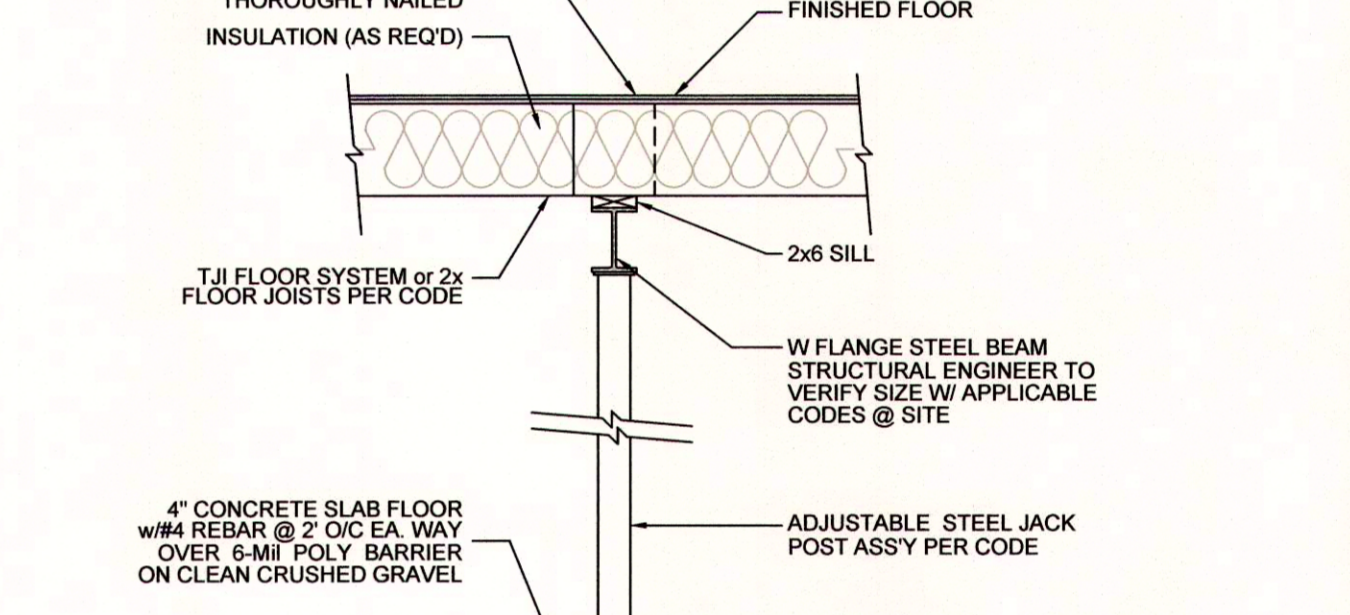 THOROUGHLY NAILED
INSULATION (AS REQ'D)
FINISHED FLOOR
2x6 SILL
TJI FLOOR SYSTEM or 2x
FLOOR JOISTS PER CODE
W FLANGE STEEL BEAM
STRUCTURAL ENGINEER TO
VERIFY SIZE W/ APPLICABLE
CODES @ SITE
4" CONCRETE SLAB FLOOR
w/#4 REBAR @ 2' O/C EA. WAY
OVER 6-Mil POLY BARRIER
ON CLEAN CRUSHED GRAVEL
ADJUSTABLE STEEL JACK
POST ASS'Y PER CODE